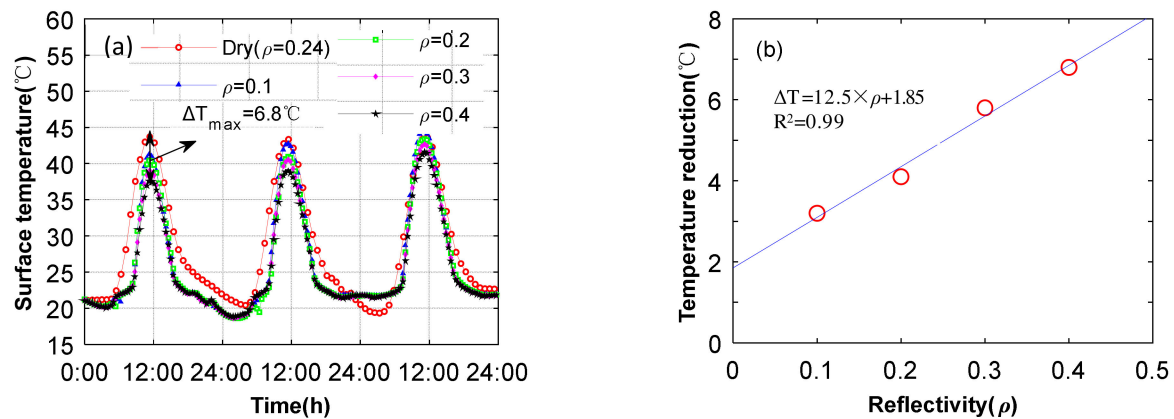 (a)
60
55
50
45
40
35
30
25
20
15
Surface temperature(℃)
Dry(ρ=0.24)
ρ=0.1
ρ=0.2
ρ=0.3
ρ=0.4
ΔTmax=6.8℃
0:00 12:00 24:00 12:00 24:00 12:00 24:00
Time(h)
(b)
8
6
4
2
0
Temperature reduction(℃)
ΔT=12.5×ρ+1.85
R²=0.99
0 0.1 0.2 0.3 0.4 0.5
Reflectivity(ρ)